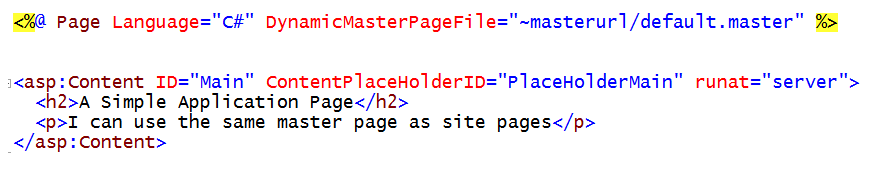 <%@ Page Language="C#" DynamicMasterPageFile="~masterurl/default.master" %>
<asp:Content ID="Main" ContentPlaceHolderID="PlaceHolderMain" runat="server">
<h2>A Simple Application Page</h2>
<p>I can use the same master page as site pages</p>
</asp:Content>